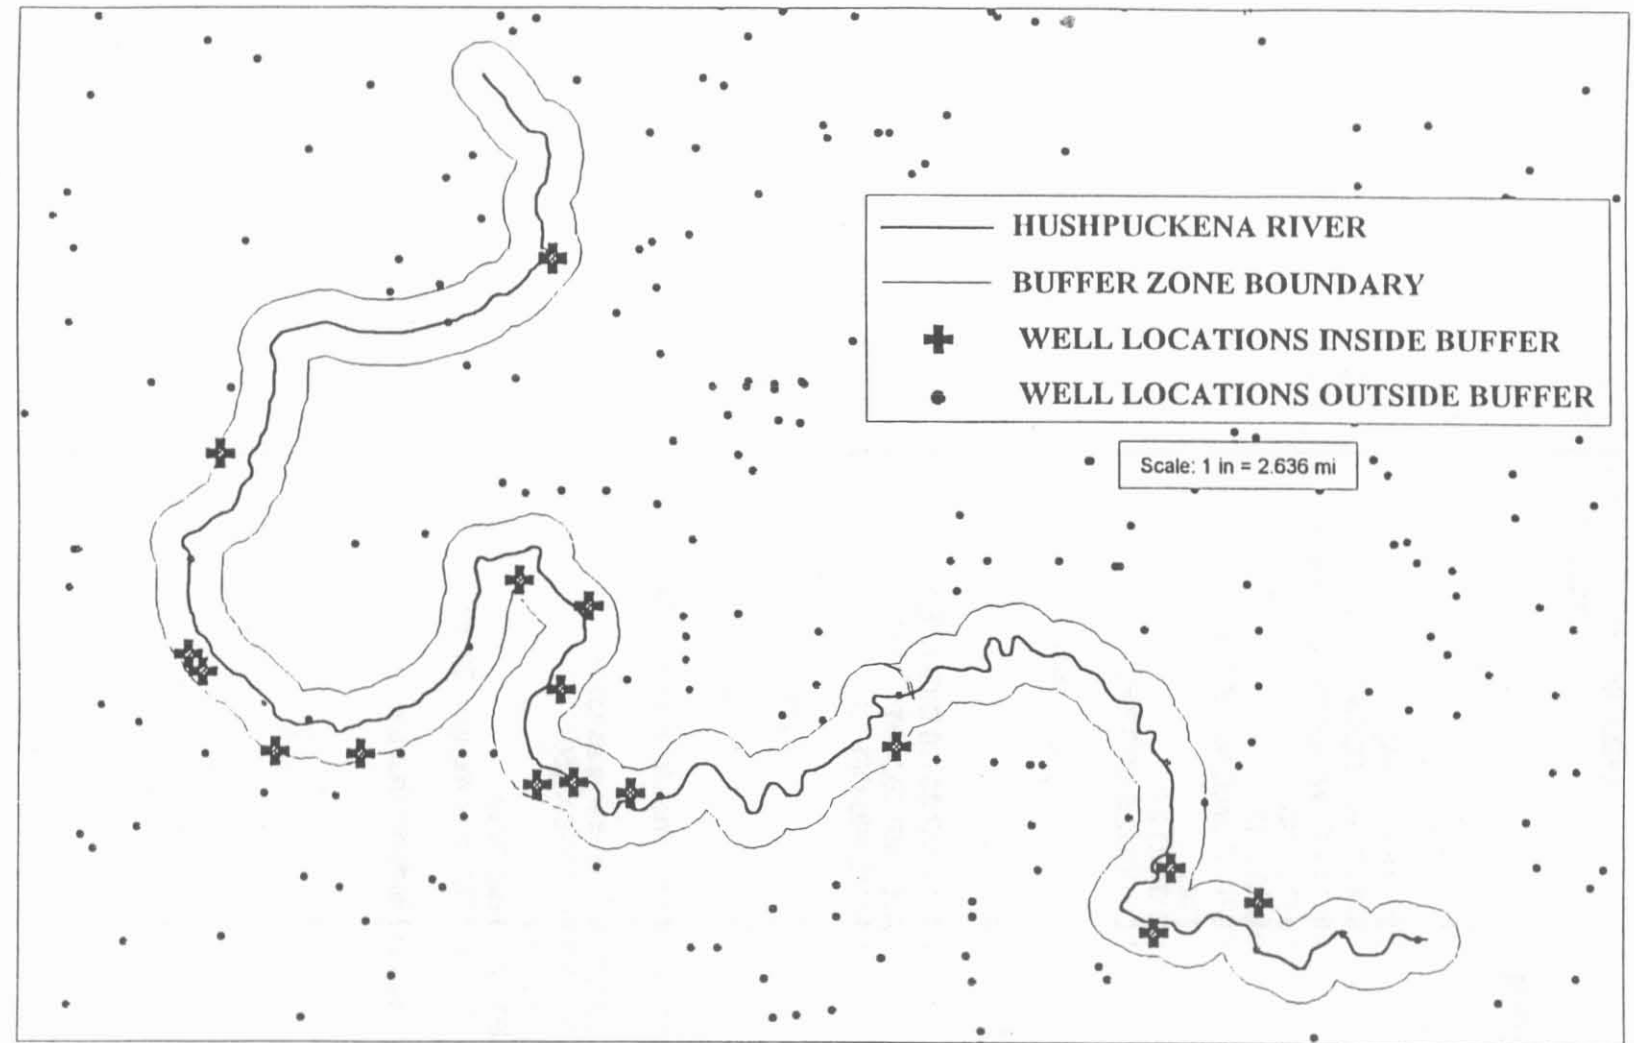 HUSHPUCKENA RIVER
BUFFER ZONE BOUNDARY
WELL LOCATIONS INSIDE BUFFER
WELL LOCATIONS OUTSIDE BUFFER
Scale: 1 in = 2.636 mi